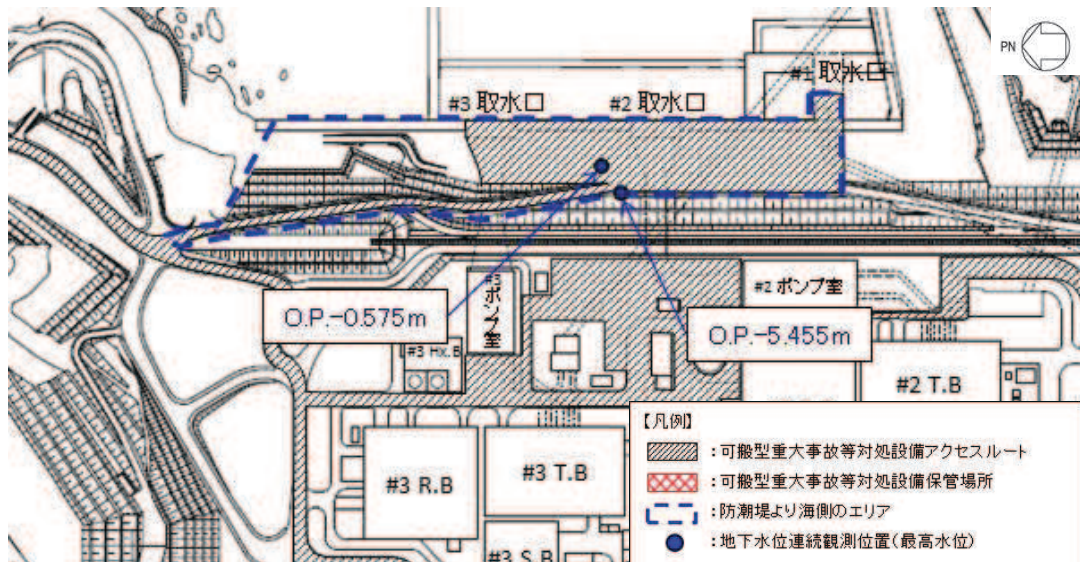 PN
#1 取水口
#3 取水口
#2 取水口
#3 ポンプ室
#2 ポンプ室
O.P.-0.575m
O.P.-5.455m
#3 Hx.B
#2 T.B
#3 R.B
#3 T.B
#3 S.B
【凡例】
：可搬型重大事故等対処設備アクセスルート
：可搬型重大事故等対処設備保管場所
：防潮堤より海側のエリア
：地下水位連続観測位置(最高水位)